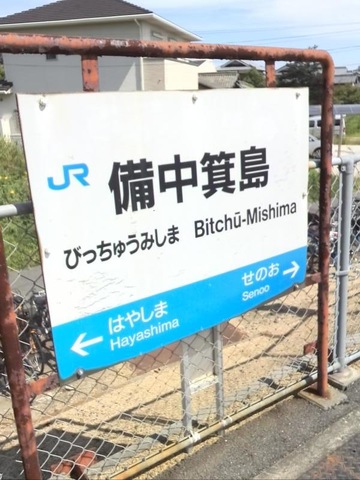 JR 備中箕島
びっちゅうみしま Bitchū-Mishima
← はやしま せのお →
Hayashima Senoo